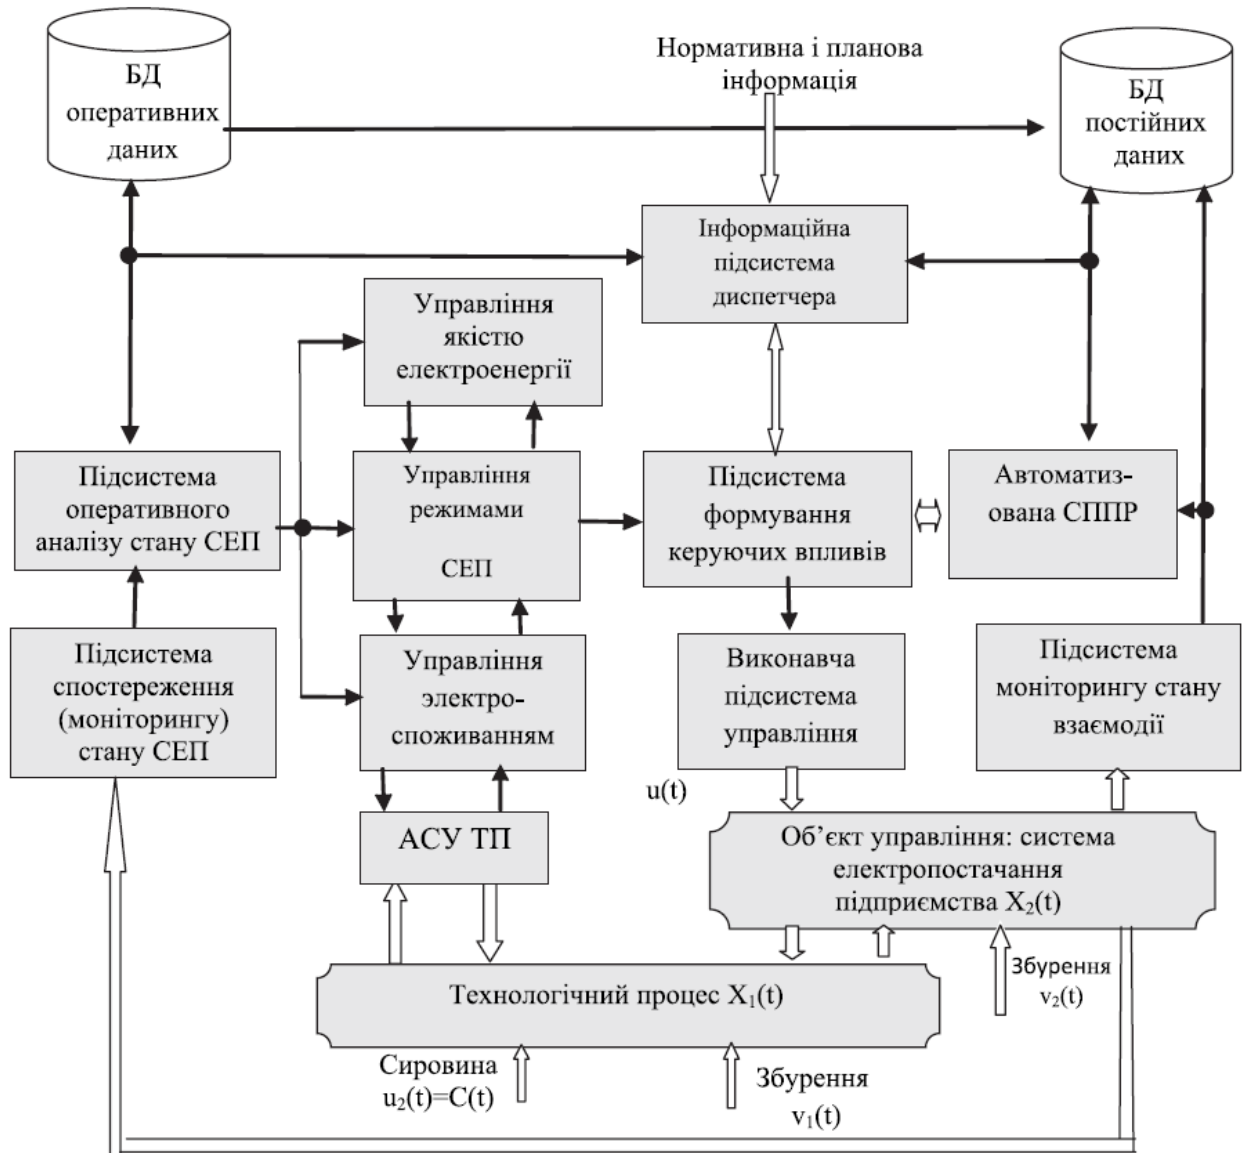 БД
оперативних
даних
Нормативна і планова
інформація
БД
постійних
даних
Інформаційна
підсистема
диспетчера
Управління
якістю
електроенергії
Підсистема
оперативного
аналізу стану СЕП
Управління
режимами
СЕП
Підсистема
формування
керуючих впливів
Автоматиз-
ована СППР
Підсистема
спостереження
(моніторингу)
стану СЕП
Управління
электро-
споживанням
Виконавча
підсистема
управління
Підсистема
моніторингу стану
взаємодії
u(t)
АСУ ТП
Об’єкт управління: система
електропостачання
підприємства X₂(t)
Технологічний процес X₁(t)
Збурення
v₂(t)
Сировина
u₂(t)=C(t)
Збурення
v₁(t)